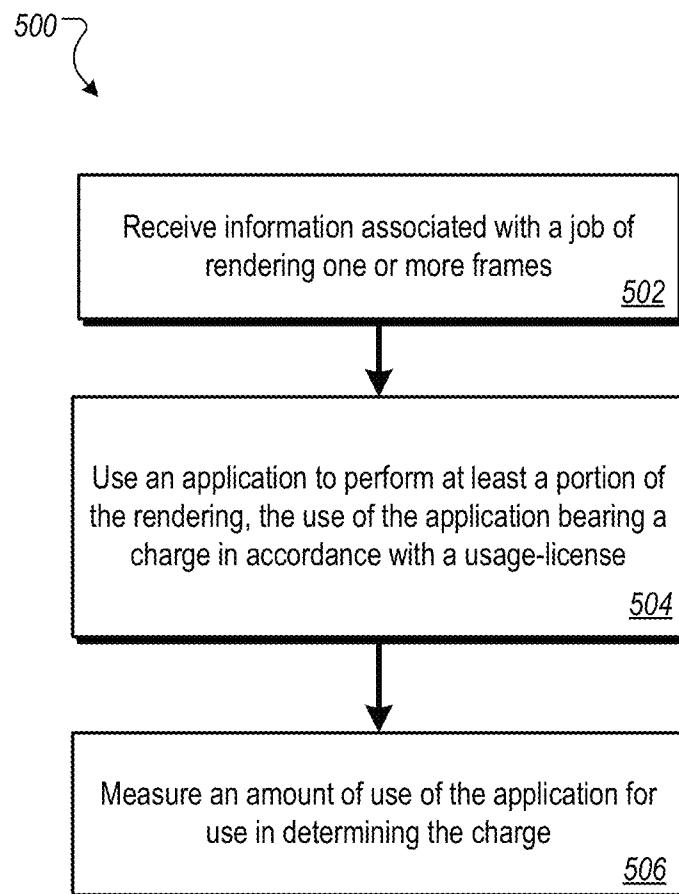 500
Receive information associated with a job of
rendering one or more frames
502
Use an application to perform at least a portion of
the rendering, the use of the application bearing a
charge in accordance with a usage-license
504
Measure an amount of use of the application for
use in determining the charge
506